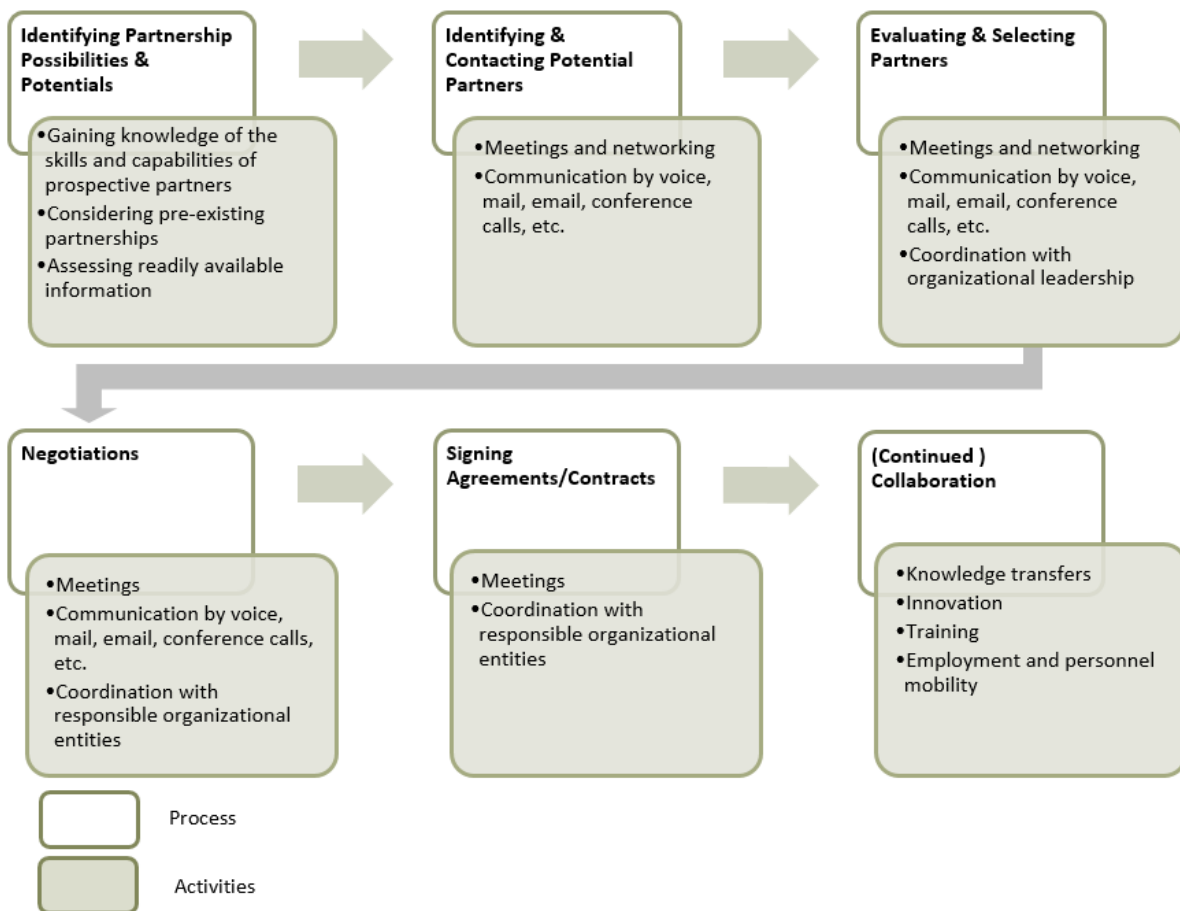 Identifying Partnership
Possibilities &
Potentials
•Gaining knowledge of the
skills and capabilities of
prospective partners
•Considering pre-existing
partnerships
•Assessing readily available
information
Identifying &
Contacting Potential
Partners
•Meetings and networking
•Communication by voice,
mail, email, conference
calls, etc.
Evaluating & Selecting
Partners
•Meetings and networking
•Communication by voice,
mail, email, conference
calls, etc.
•Coordination with
organizational leadership
Negotiations
•Meetings
•Communication by voice,
mail, email, conference calls,
etc.
•Coordination with
responsible organizational
entities
Signing
Agreements/Contracts
•Meetings
•Coordination with
responsible organizational
entities
(Continued )
Collaboration
•Knowledge transfers
•Innovation
•Training
•Employment and personnel
mobility
Process
Activities